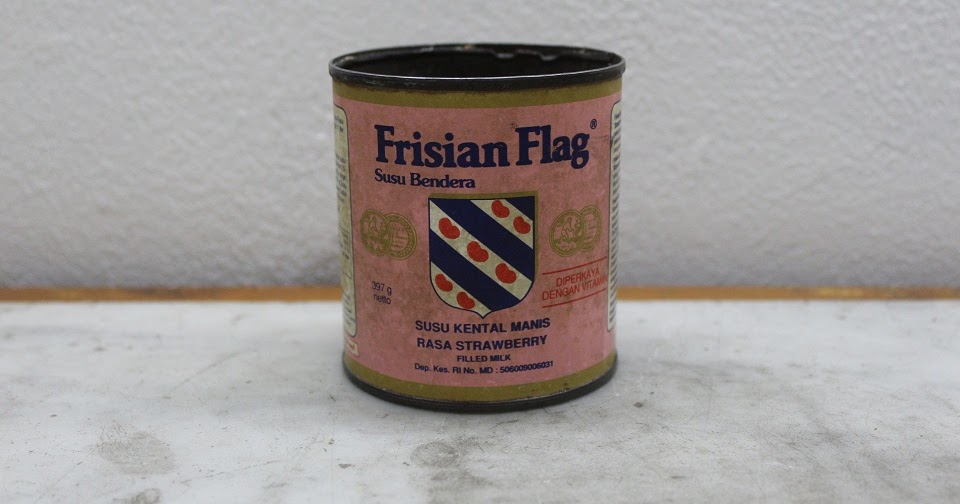 Frisian Flag®
Susu Bendera
397 g
netto
DIPERKAYA
DENGAN VITAMIN
SUSU KENTAL MANIS
RASA STRAWBERRY
FILLED MILK
Dep. Kes. RI No. MD : 506009006031